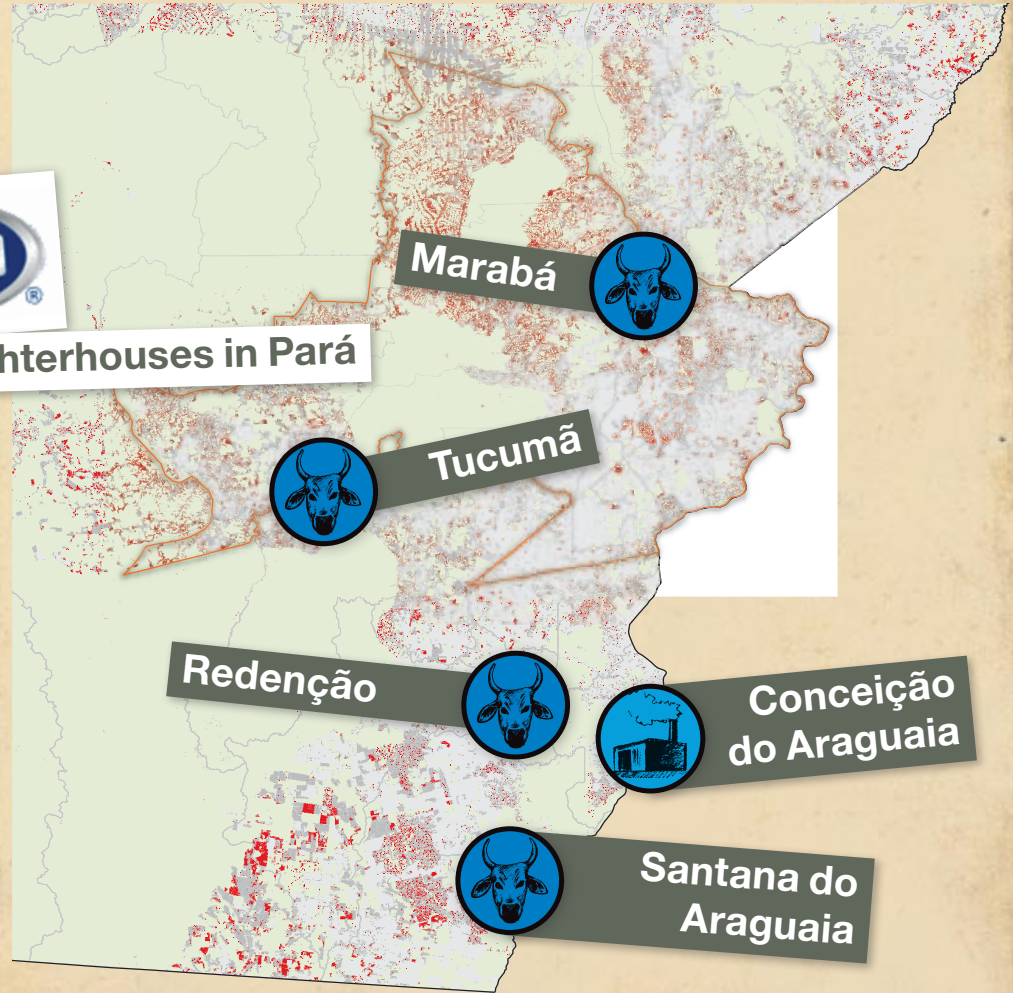 Marabá
®
hterhouses in Pará
Tucumã
Redenção
Conceição
do Araguaia
Santana do
Araguaia